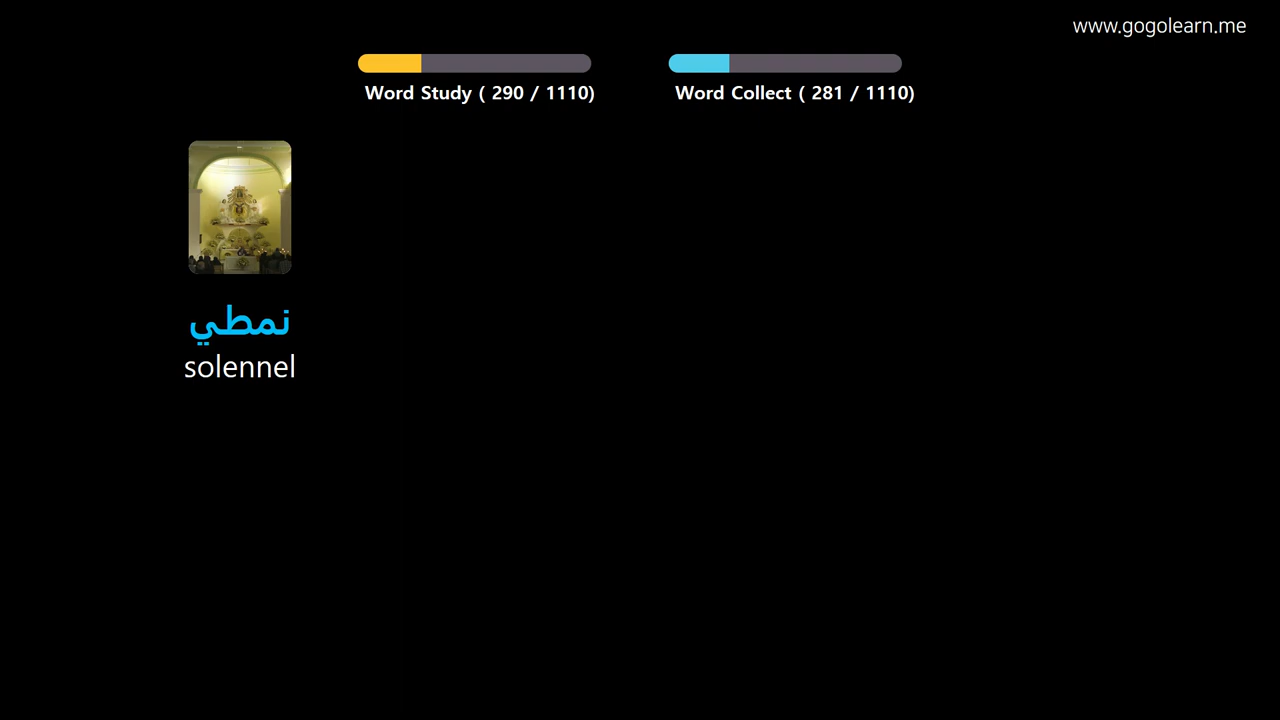 www.gogolearn.me
Word Study ( 290 / 1110)
Word Collect ( 281 / 1110)
نمطي
solennel